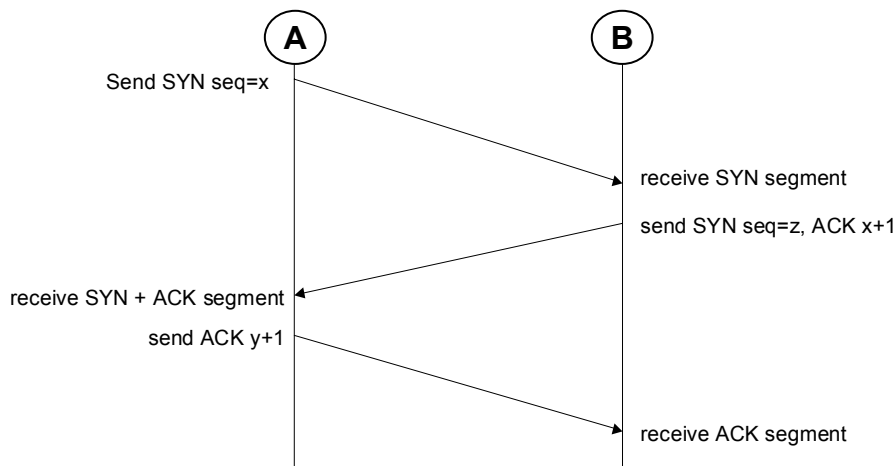 A
B
Send SYN seq=x
receive SYN segment
send SYN seq=z, ACK x+1
receive SYN + ACK segment
send ACK y+1
receive ACK segment